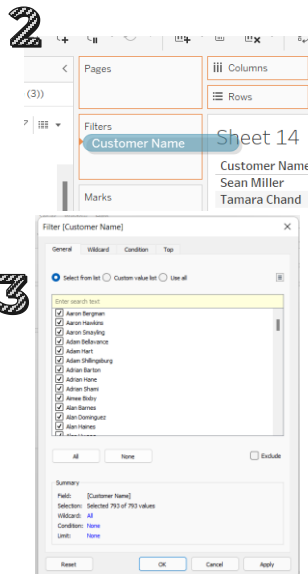 2
Pages
iii Columns
(3))
Rows
Filters
Customer Name
Sheet 14
Customer Name
Sean Miller
Marks
Tamara Chand
3
Filter [Customer Name]
General Wildcard Condition Top
Select from list Custom value list Use all
Enter search text
Aaron Bergman
Aaron Hawkins
Aaron Smayling
Adam Bellavance
Adam Hart
Adam Shillingsburg
Adrian Barton
Adrian Hane
Adrian Shami
Aimee Bixby
Alan Barnes
Alan Dominguez
Alan Haines
All None Exclude
Summary
Field: [Customer Name]
Selection: Selected 793 of 793 values
Wildcard: All
Condition: None
Limit: None
Reset OK Cancel Apply